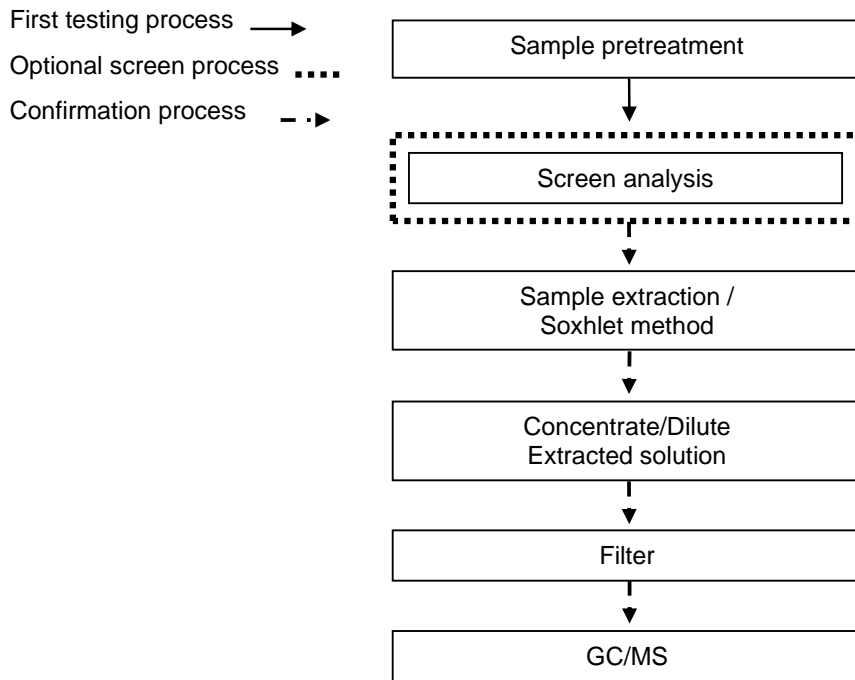 First testing process
Optional screen process
Confirmation process
Sample pretreatment
Screen analysis
Sample extraction /
Soxhlet method
Concentrate/Dilute
Extracted solution
Filter
GC/MS